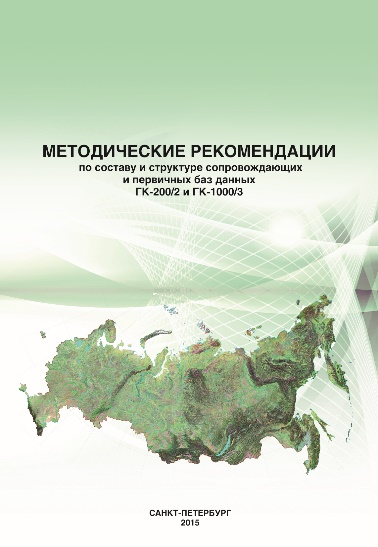 МЕТОДИЧЕСКИЕ РЕКОМЕНДАЦИИ
по составу и структуре сопровождающих
и первичных баз данных
ГК-200/2 и ГК-1000/3
САНКТ-ПЕТЕРБУРГ
2015